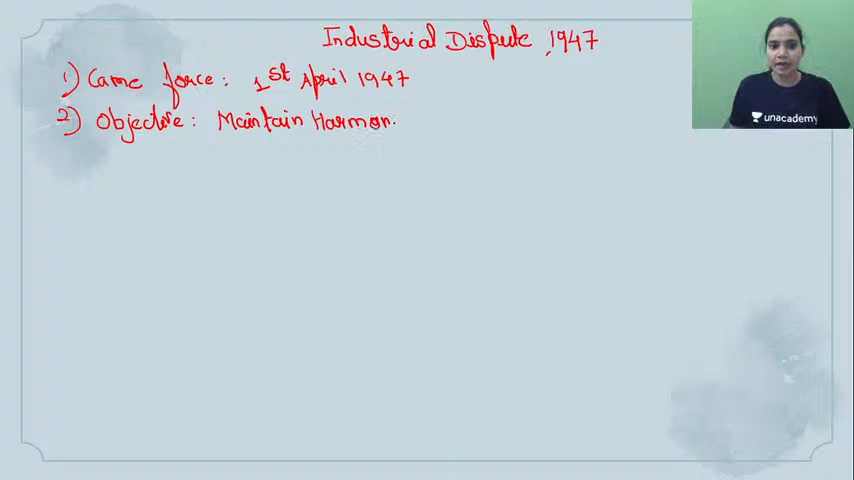 Industrial Dispute, 1947
1) Came force: 1st April 1947
2) Objective: Maintain Harmon.
unacademy